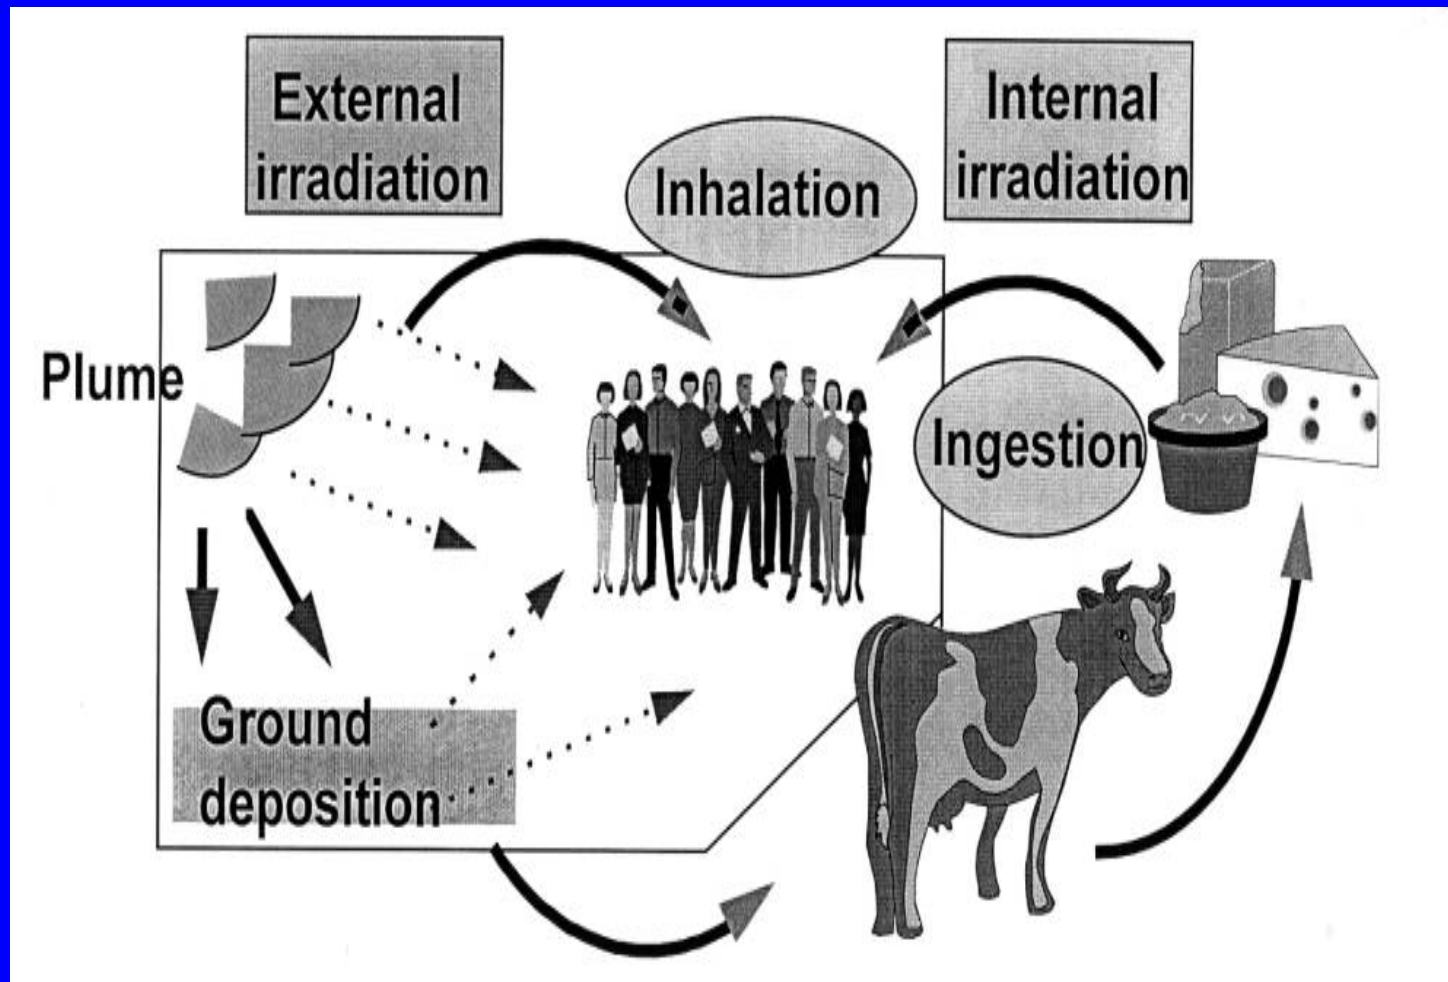 External
irradiation
Inhalation
Internal
irradiation
Plume
Ingestion
Ground
deposition